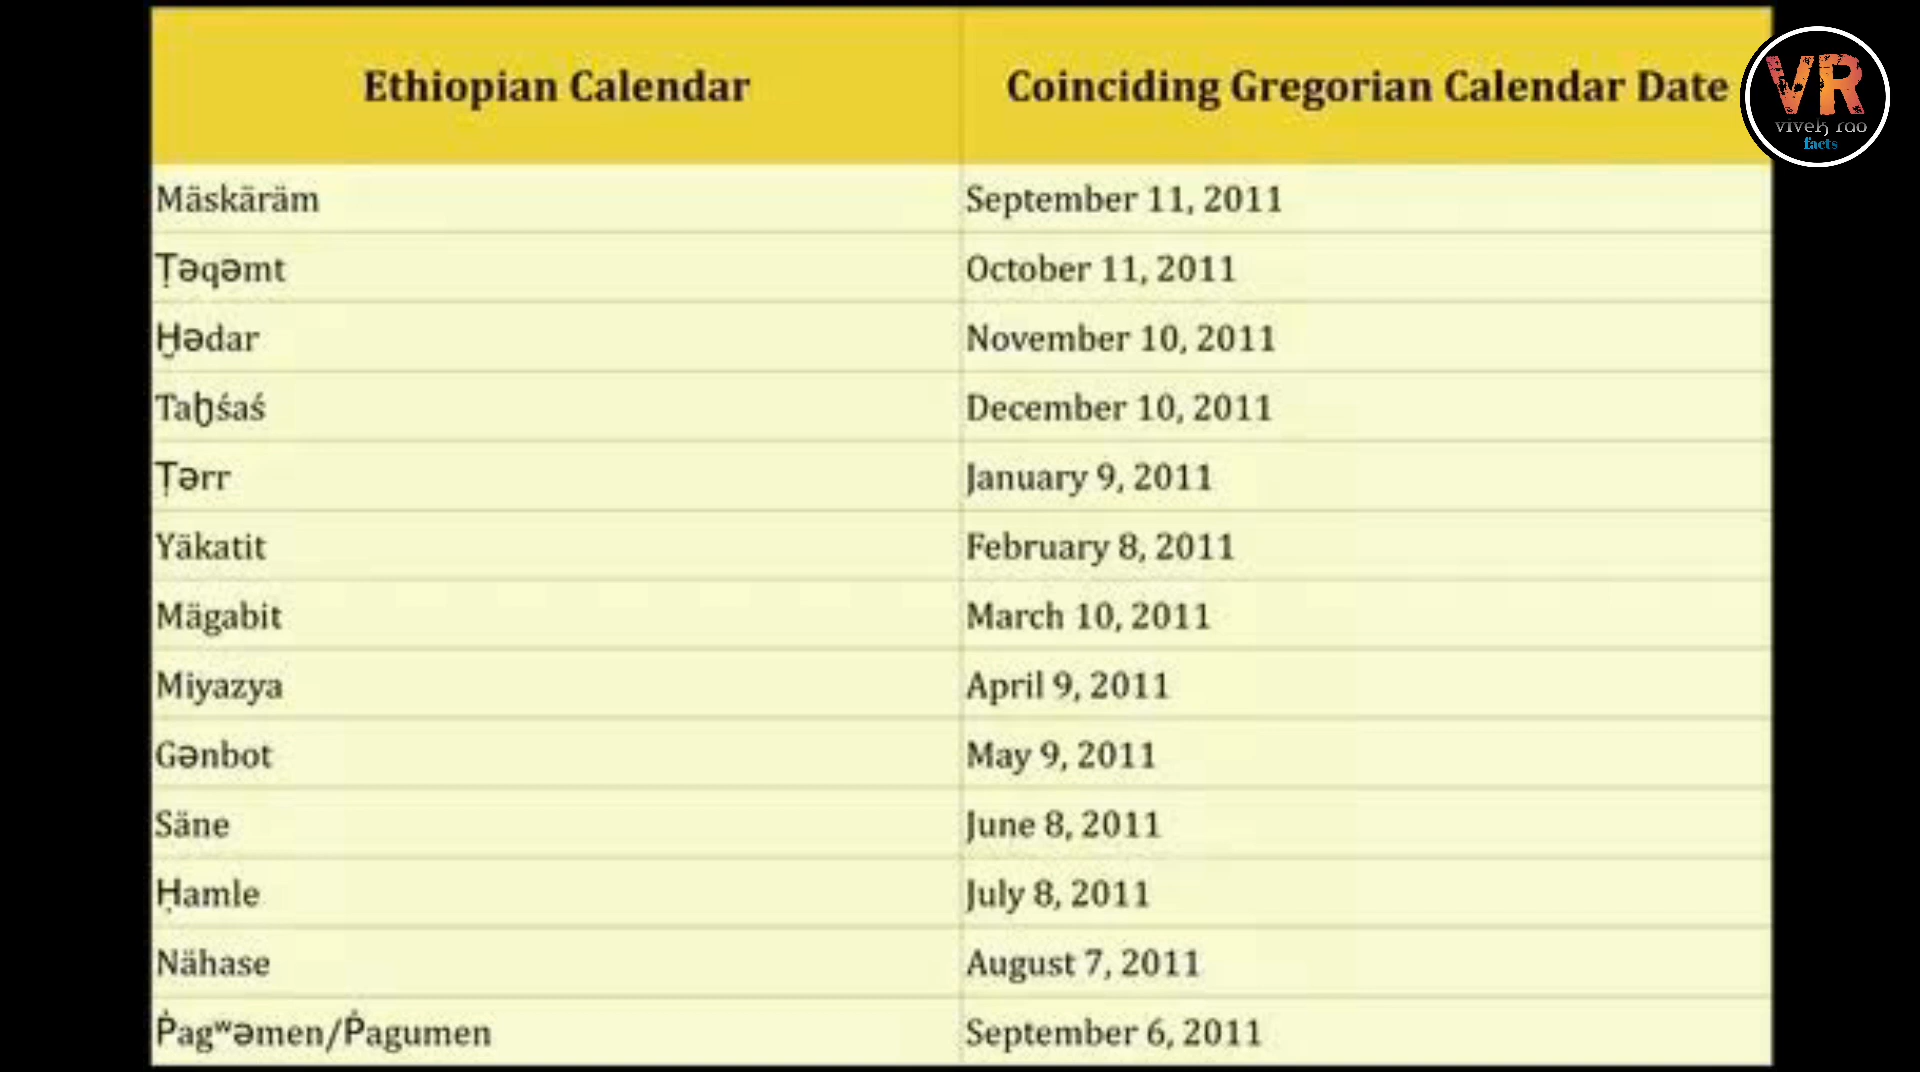 Ethiopian Calendar Coinciding Gregorian Calendar Date
VR
vivek rao
facts
Mäskäräm September 11, 2011
Ṭəqəmt October 11, 2011
Ḫədar November 10, 2011
Taḫśaś December 10, 2011
Ṭərr January 9, 2011
Yäkatit February 8, 2011
Mägabit March 10, 2011
Miyazya April 9, 2011
Gənbot May 9, 2011
Säne June 8, 2011
Ḥamle July 8, 2011
Nähase August 7, 2011
Ṗagʷəmen/Ṗagumen September 6, 2011